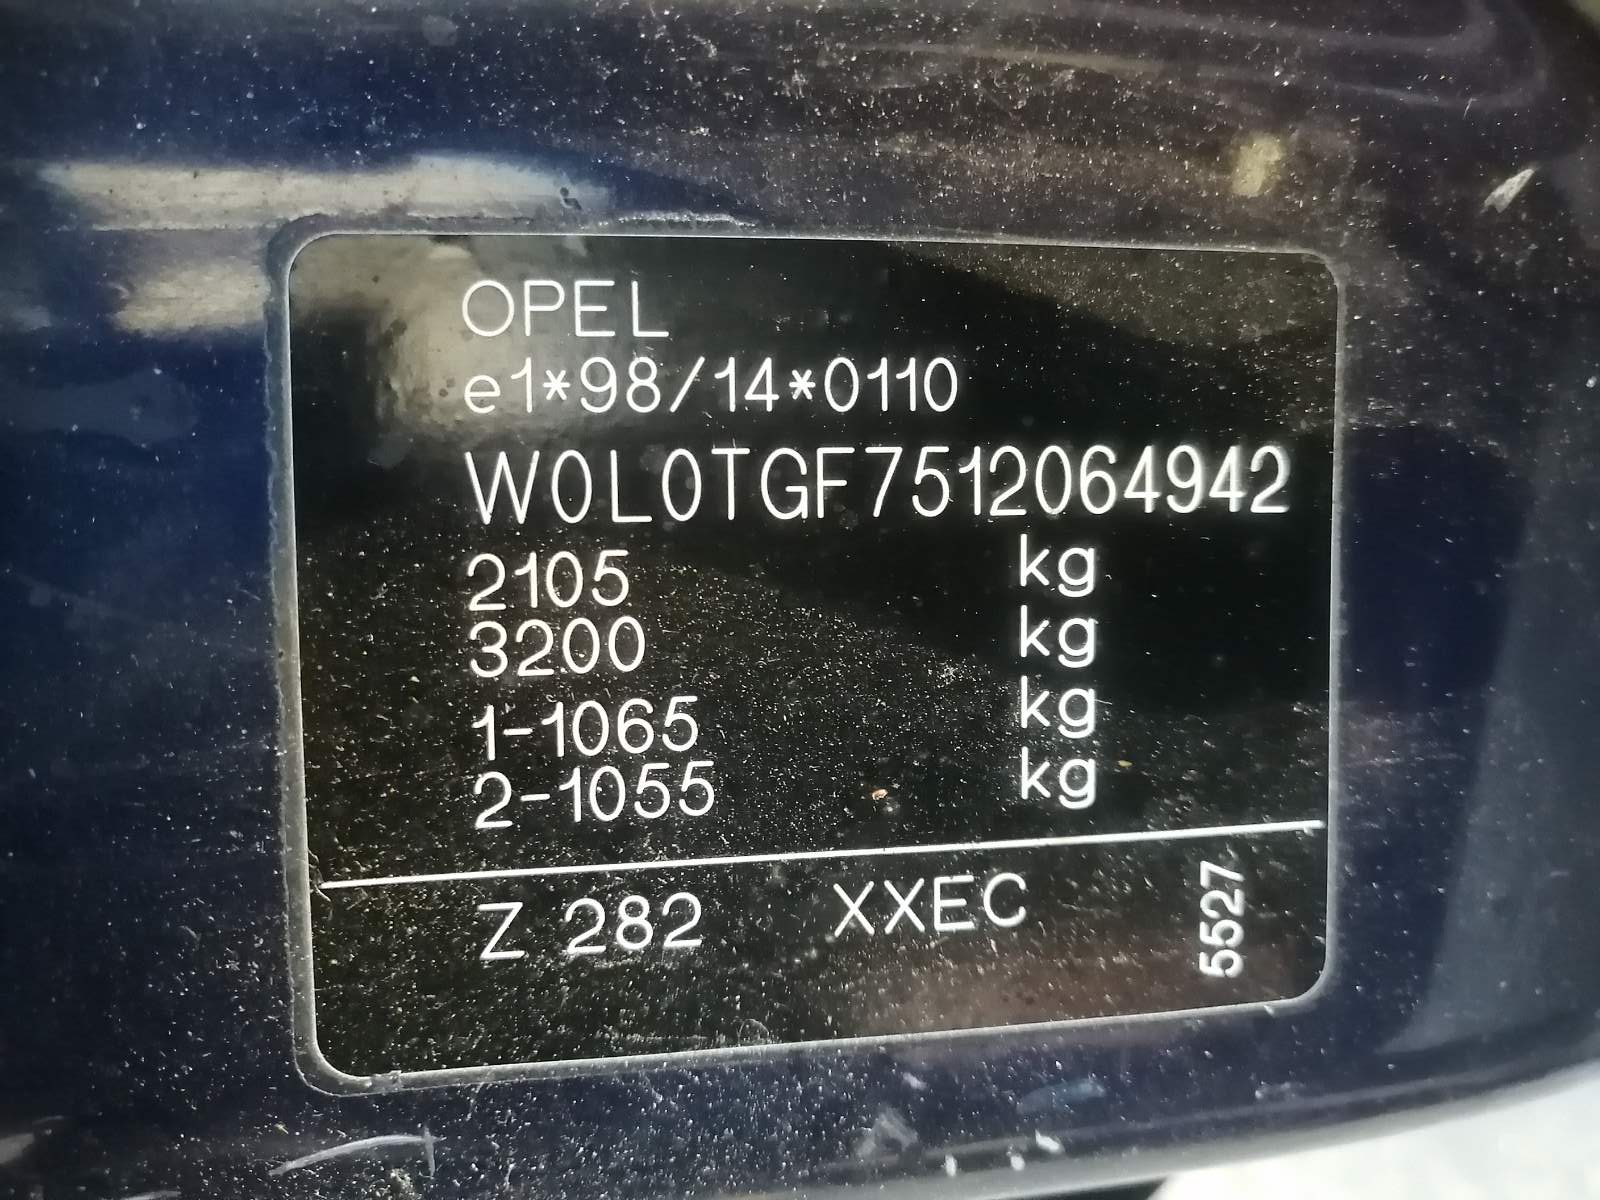 OPEL
e1*98/14*0110
W0L0TGF7512064942
2105 kg
3200 kg
1-1065 kg
2-1055 kg
Z 282 XXEC
5527